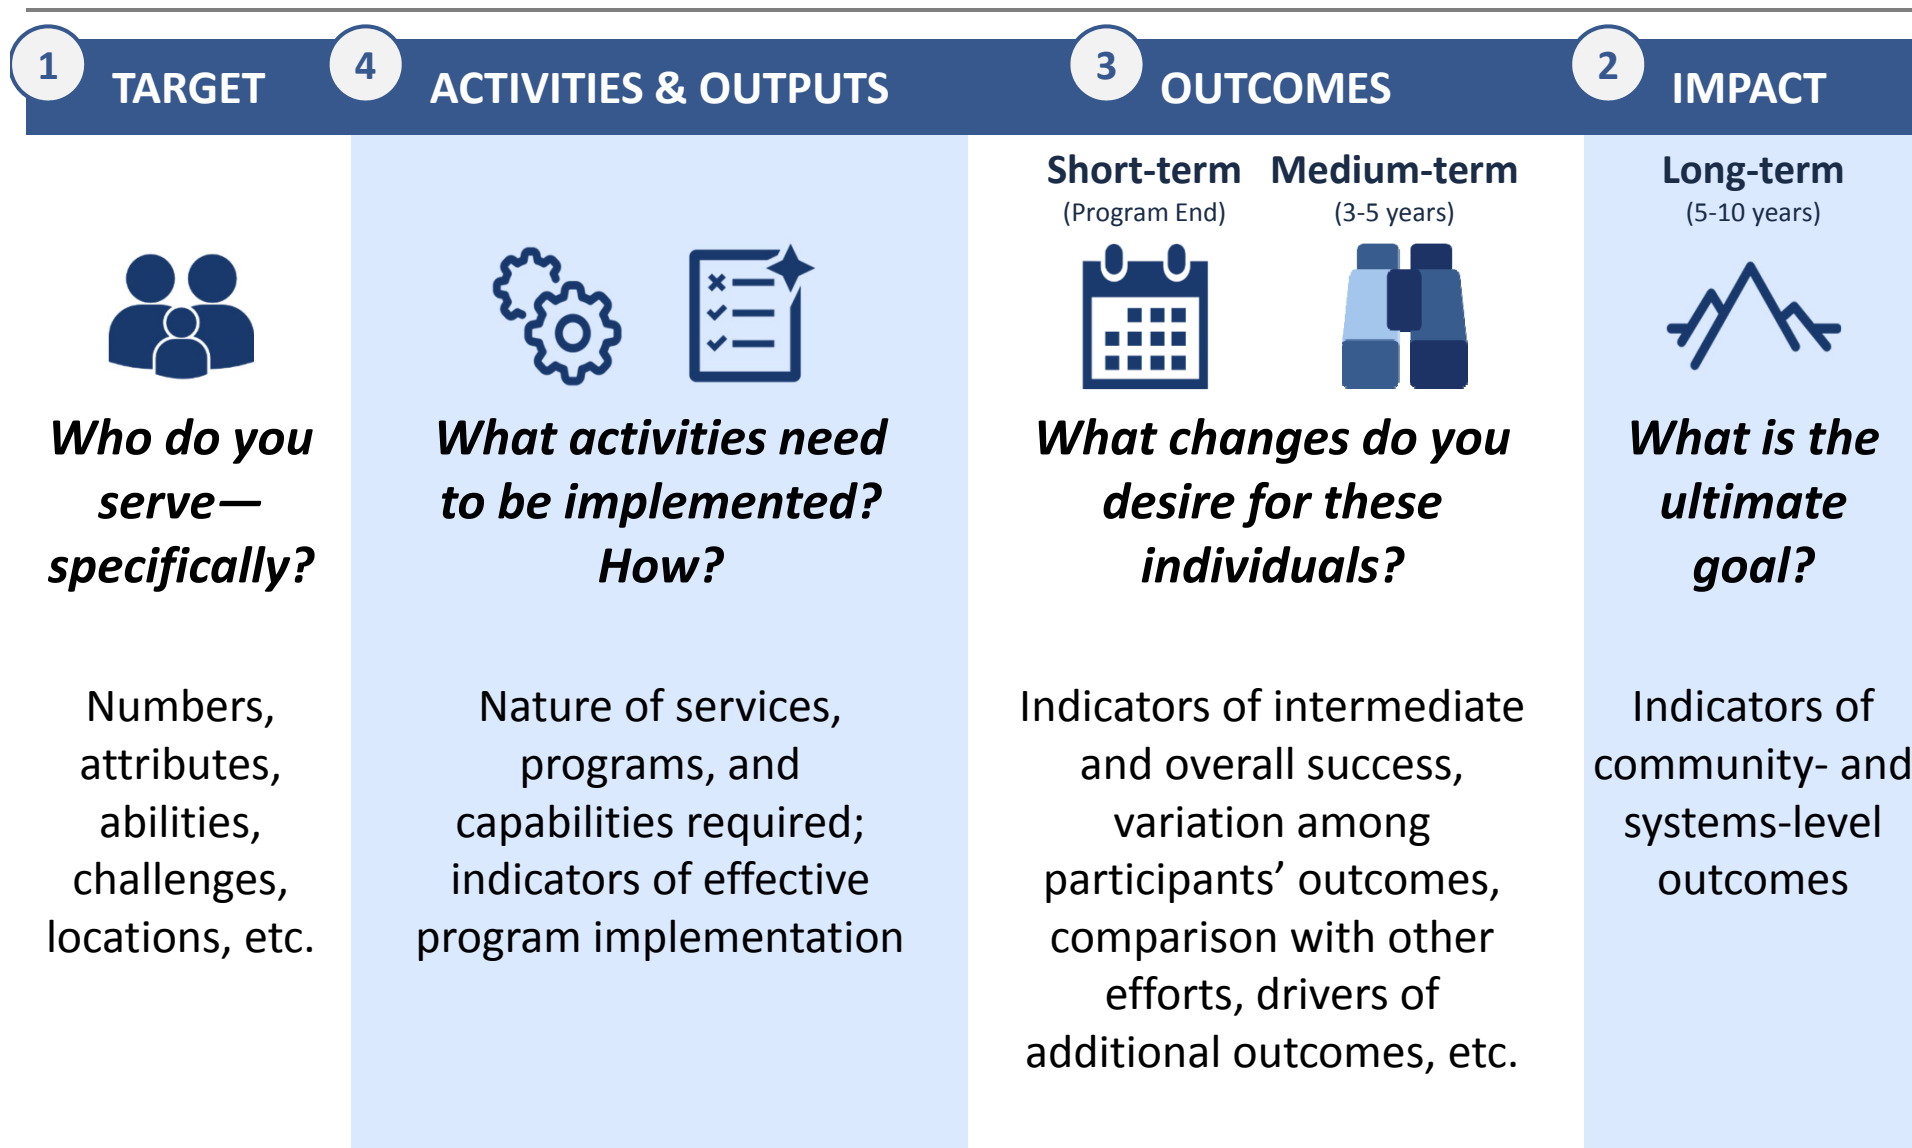 1
TARGET
4
ACTIVITIES & OUTPUTS
3
OUTCOMES
2
IMPACT
Who do you
serve—
specifically?
Numbers,
attributes,
abilities,
challenges,
locations, etc.
What activities need
to be implemented?
How?
Nature of services,
programs, and
capabilities required;
indicators of effective
program implementation
Short-term
(Program End)
Medium-term
(3-5 years)
What changes do you
desire for these
individuals?
Indicators of intermediate
and overall success,
variation among
participants’ outcomes,
comparison with other
efforts, drivers of
additional outcomes, etc.
Long-term
(5-10 years)
What is the
ultimate
goal?
Indicators of
community- and
systems-level
outcomes